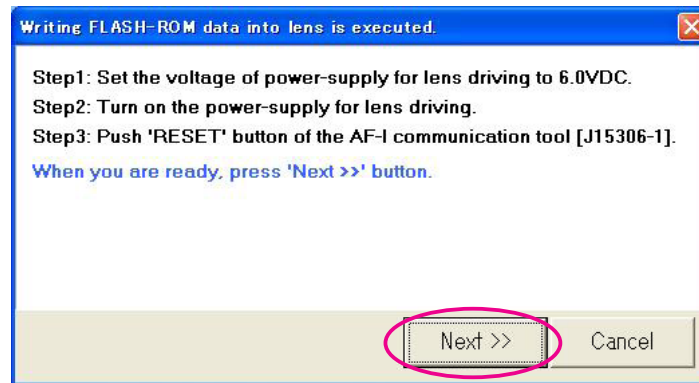 Writing FLASH-ROM data into lens is executed.
Step1: Set the voltage of power-supply for lens driving to 6.0VDC.
Step2: Turn on the power-supply for lens driving.
Step3: Push 'RESET' button of the AF-I communication tool [J15306-1].
When you are ready, press 'Next >>' button.
Next >> Cancel